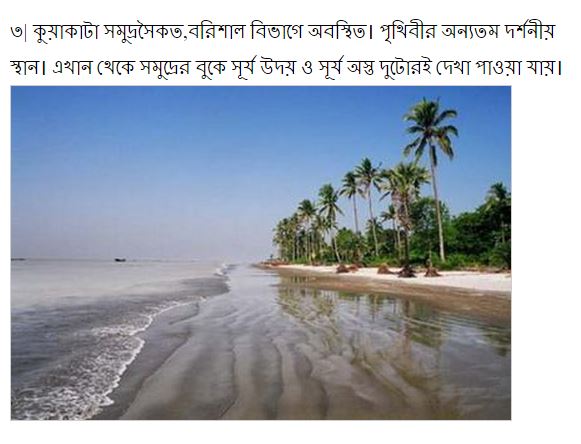 ৩| কুয়াকাটা সমুদ্রসৈকত,বরিশাল বিভাগে অবস্থিত। পৃথিবীর অন্যতম দর্শনীয়
স্থান। এখান থেকে সমুদ্রের বুকে সূর্য উদয় ও সূর্য অস্ত দুটোরই দেখা পাওয়া যায়।